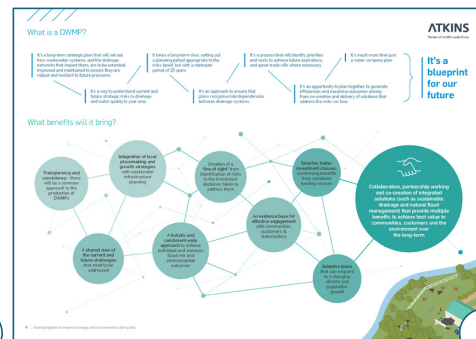 What is a DWMP?
ATKINS
Member of the SNC-Lavalin Group
It's a long-term strategic plan that will set out
how wastewater systems, and the drainage
networks that impact them, are to be extended,
improved and maintained to ensure they are
robust and resilient to future pressures
It takes a long-term view, setting out
a planning period appropriate to the
risks faced, but with a minimum
period of 25 years
It's a process that will identify priorities
and votes to achieve future aspirations,
and agree trade-offs where necessary
It's much more than just
a water company plan
It's a
blueprint
for our
future
It's a way to understand current and
future strategic risks to drainage
and water quality in your area
It's an approach to ensure that
plans recognise interdependencies
between drainage systems
It's an opportunity to plan together to generate
efficiencies and maximise outcomes arising
from co-creation and delivery of solutions that
address the risks we face
What benefits will it bring?
Transparency and
consistency – there
will be a common
approach to the
production of
DWMPs
Integration of local
placemaking and
growth strategies
with wastewater
infrastructure
planning
Creation of a
'line of sight' from
identification of risks
to the investment
decisions taken to
address them
Smarter, better
investment choices
maximising benefits
from combined
funding sources
Collaboration, partnership working
and co-creation of integrated
solutions (such as sustainable
drainage and natural flood
management) that provide multiple
benefits to achieve best value to
communities, customers and the
environment over
the long-term
A shared view of
the current and
future challenges
that need to be
addressed
A holistic and
catchment-wide
approach to achieve
individual and common
flood risk and
environmental
outcomes
An evidence base for
effective engagement
with communities,
customers &
stakeholders
Adaptive plans
that can respond
to a changing
climate and
population
growth
4